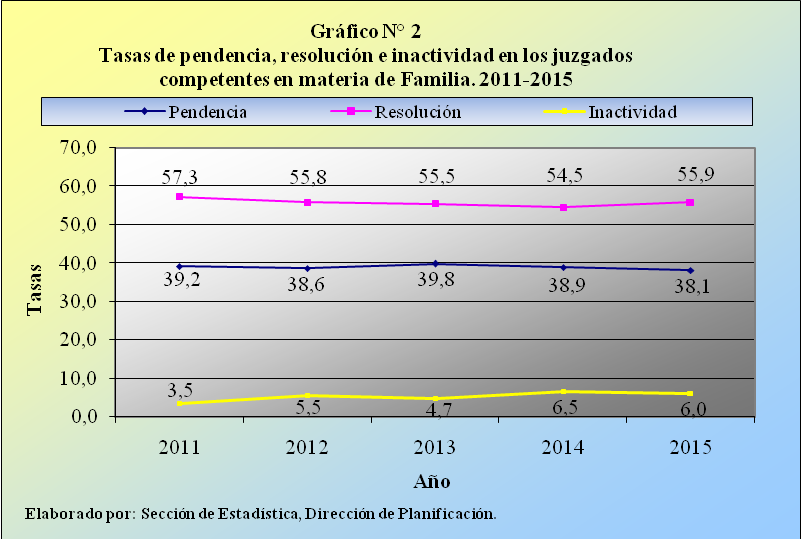 Gráfico N° 2
Tasas de pendencia, resolución e inactividad en los juzgados
competentes en materia de Familia. 2011-2015
Pendencia Resolución Inactividad
70,0
60,0
50,0
40,0
30,0
20,0
10,0
0,0
Tasas
57,3 55,8 55,5 54,5 55,9
39,2 38,6 39,8 38,9 38,1
3,5 5,5 4,7 6,5 6,0
2011 2012 2013 2014 2015
Año
Elaborado por: Sección de Estadística, Dirección de Planificación.